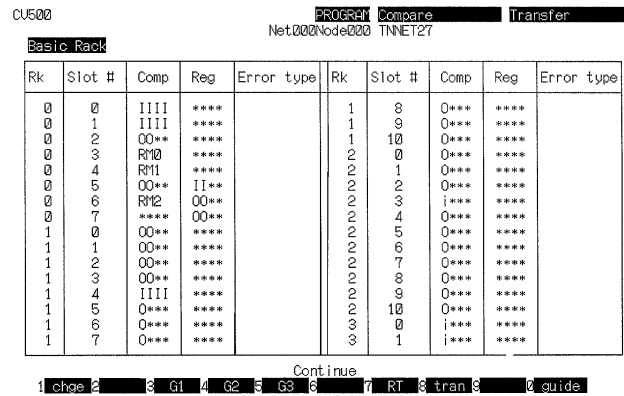 CV500 PROGRAM Compare Transfer
Net000Node000 TNNET27
Basic Rack
Rk Slot # Comp Reg Error type Rk Slot # Comp Reg Error type
0 0 IIII **** 1 8 O*** ****
0 1 IIII **** 1 9 O*** ****
0 2 OO** **** 1 10 O*** ****
0 3 RM0 **** 2 0 O*** ****
0 4 RM1 **** 2 1 O*** ****
0 5 OO** II** 2 2 O*** ****
0 6 RM2 OO** 2 3 i*** ****
0 7 **** OO** 2 4 O*** ****
1 0 OO** **** 2 5 O*** ****
1 1 OO** **** 2 6 O*** ****
1 2 OO** **** 2 7 O*** ****
1 3 OO** **** 2 8 O*** ****
1 4 IIII **** 2 9 O*** ****
1 5 O*** **** 2 10 O*** ****
1 6 O*** **** 3 0 i*** ****
1 7 O*** **** 3 1 i*** ****
Continue
1 chge 2 3 G1 4 G2 5 G3 6 7 RT 8 tran 9 0 guide